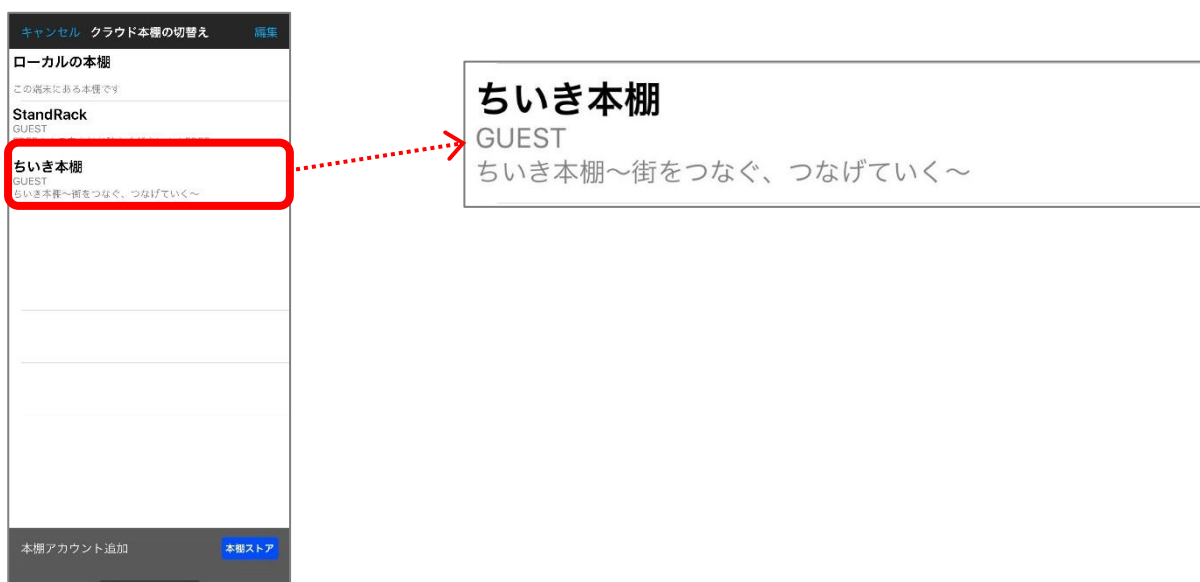 キャンセル クラウド本棚の切替え 編集
ローカルの本棚
この端末にある本棚です
StandRack
GUEST
ちいき本棚
GUEST
ちいき本棚～街をつなぐ、つなげていく～
本棚アカウント追加 本棚ストア
ちいき本棚
GUEST
ちいき本棚～街をつなぐ、つなげていく～